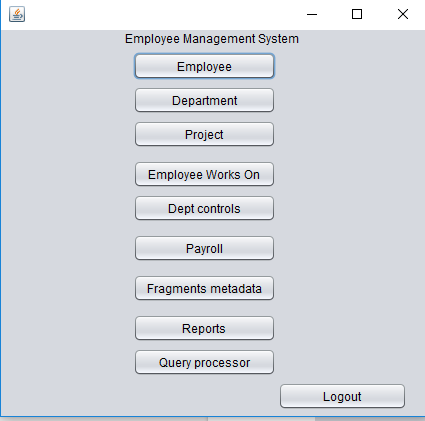 Employee Management System
Employee
Department
Project
Employee Works On
Dept controls
Payroll
Fragments metadata
Reports
Query processor
Logout